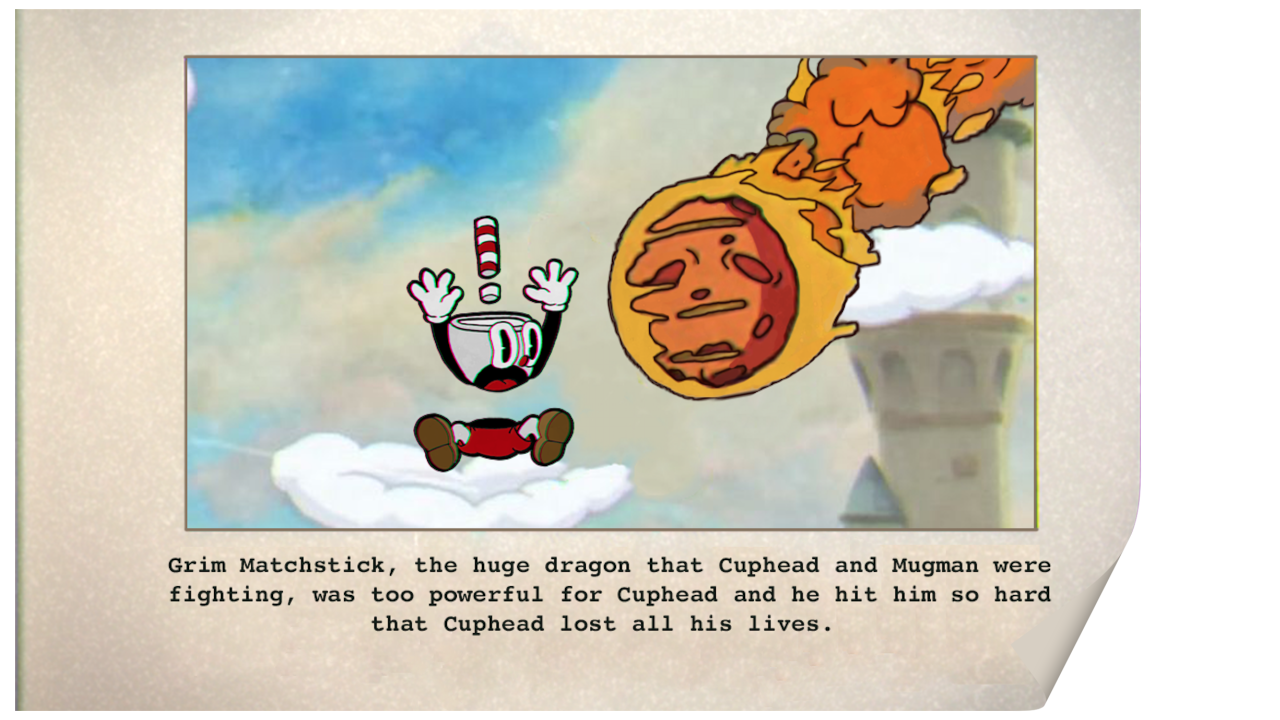 Grim Matchstick, the huge dragon that Cuphead and Mugman were
fighting, was too powerful for Cuphead and he hit him so hard
that Cuphead lost all his lives.